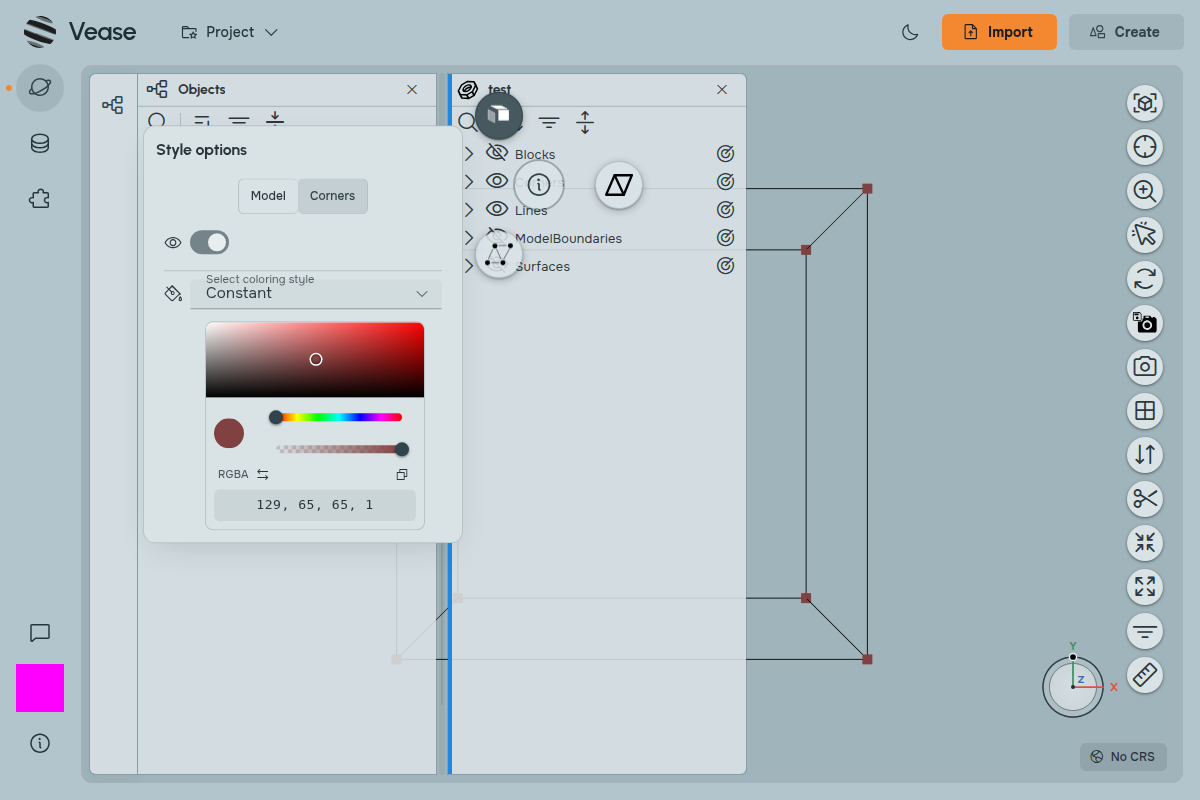 Vease
Project
Import
Create
Objects
test
Style options
Model
Corners
Blocks
Lines
ModelBoundaries
Surfaces
Select coloring style
Constant
RGBA
129, 65, 65, 1
Y
Z
X
No CRS